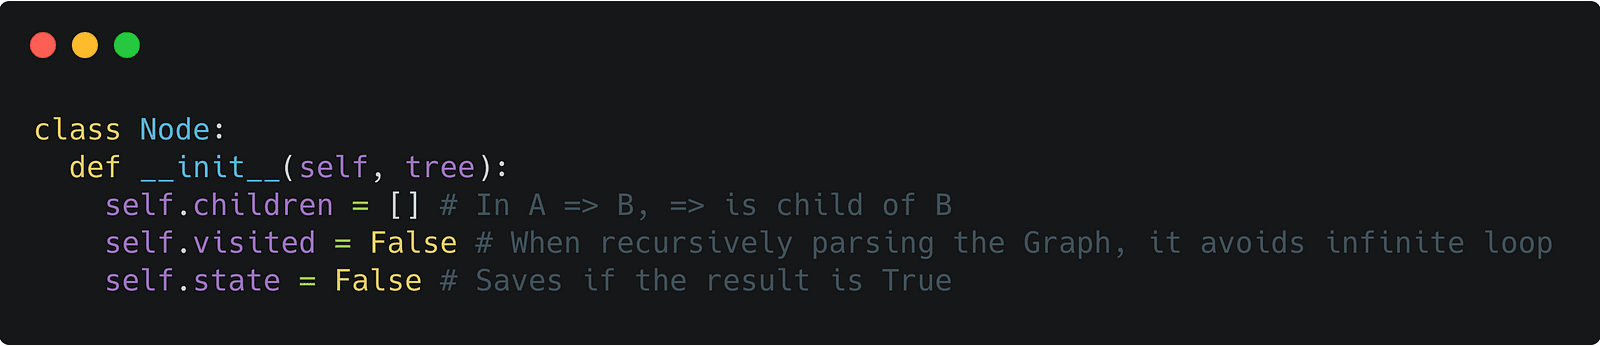 class Node:
  def __init__(self, tree):
    self.children = [] # In A => B, => is child of B
    self.visited = False # When recursively parsing the Graph, it avoids infinite loop
    self.state = False # Saves if the result is True